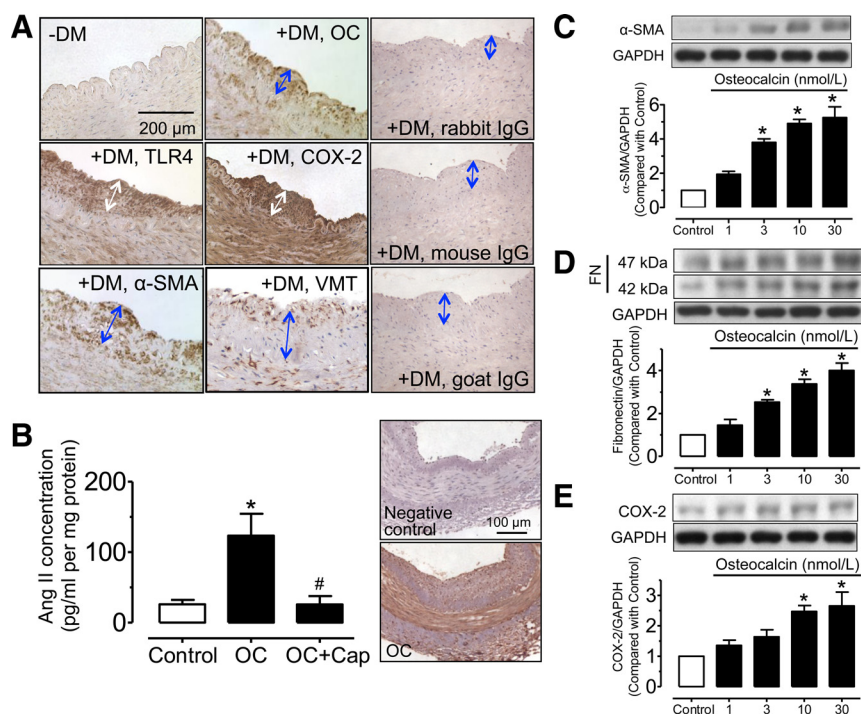 A
-DM
200 µm
+DM, OC
+DM, rabbit IgG
+DM, TLR4
+DM, COX-2
+DM, mouse IgG
+DM, α-SMA
+DM, VMT
+DM, goat IgG
B
Ang II concentration
(pg/ml per mg protein)
200
100
0
*
#
Control
OC
OC+Cap
Negative
control
100 µm
OC
C
α-SMA
GAPDH
Osteocalcin (nmol/L)
α-SMA/GAPDH
(Compared with Control)
6
4
2
0
*
*
*
Control
1
3
10
30
D
FN
47 kDa
42 kDa
GAPDH
Osteocalcin (nmol/L)
Fibronectin/GAPDH
(Compared with Control)
4
2
0
*
*
*
Control
1
3
10
30
E
COX-2
GAPDH
Osteocalcin (nmol/L)
COX-2/GAPDH
(Compared with Control)
3
2
1
0
*
*
Control
1
3
10
30